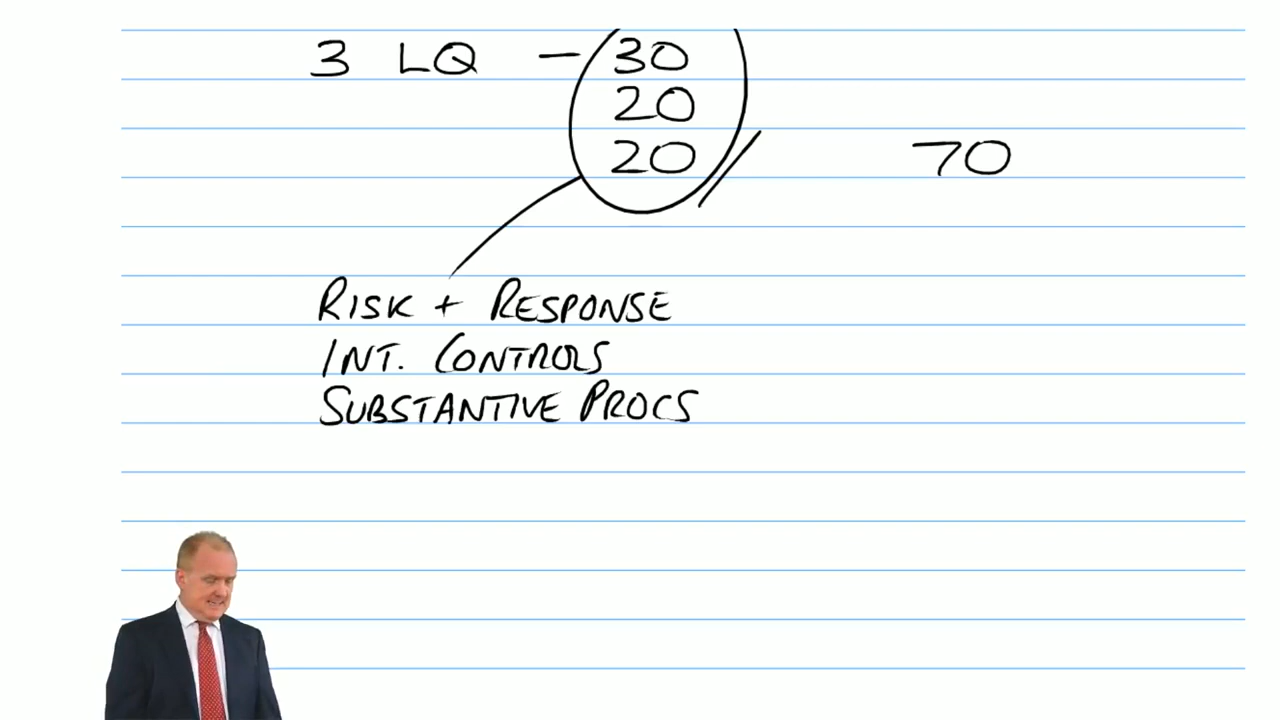 3 LQ - 30
20
20 70
RISK + RESPONSE
INT. CONTROLS
SUBSTANTIVE PROCS